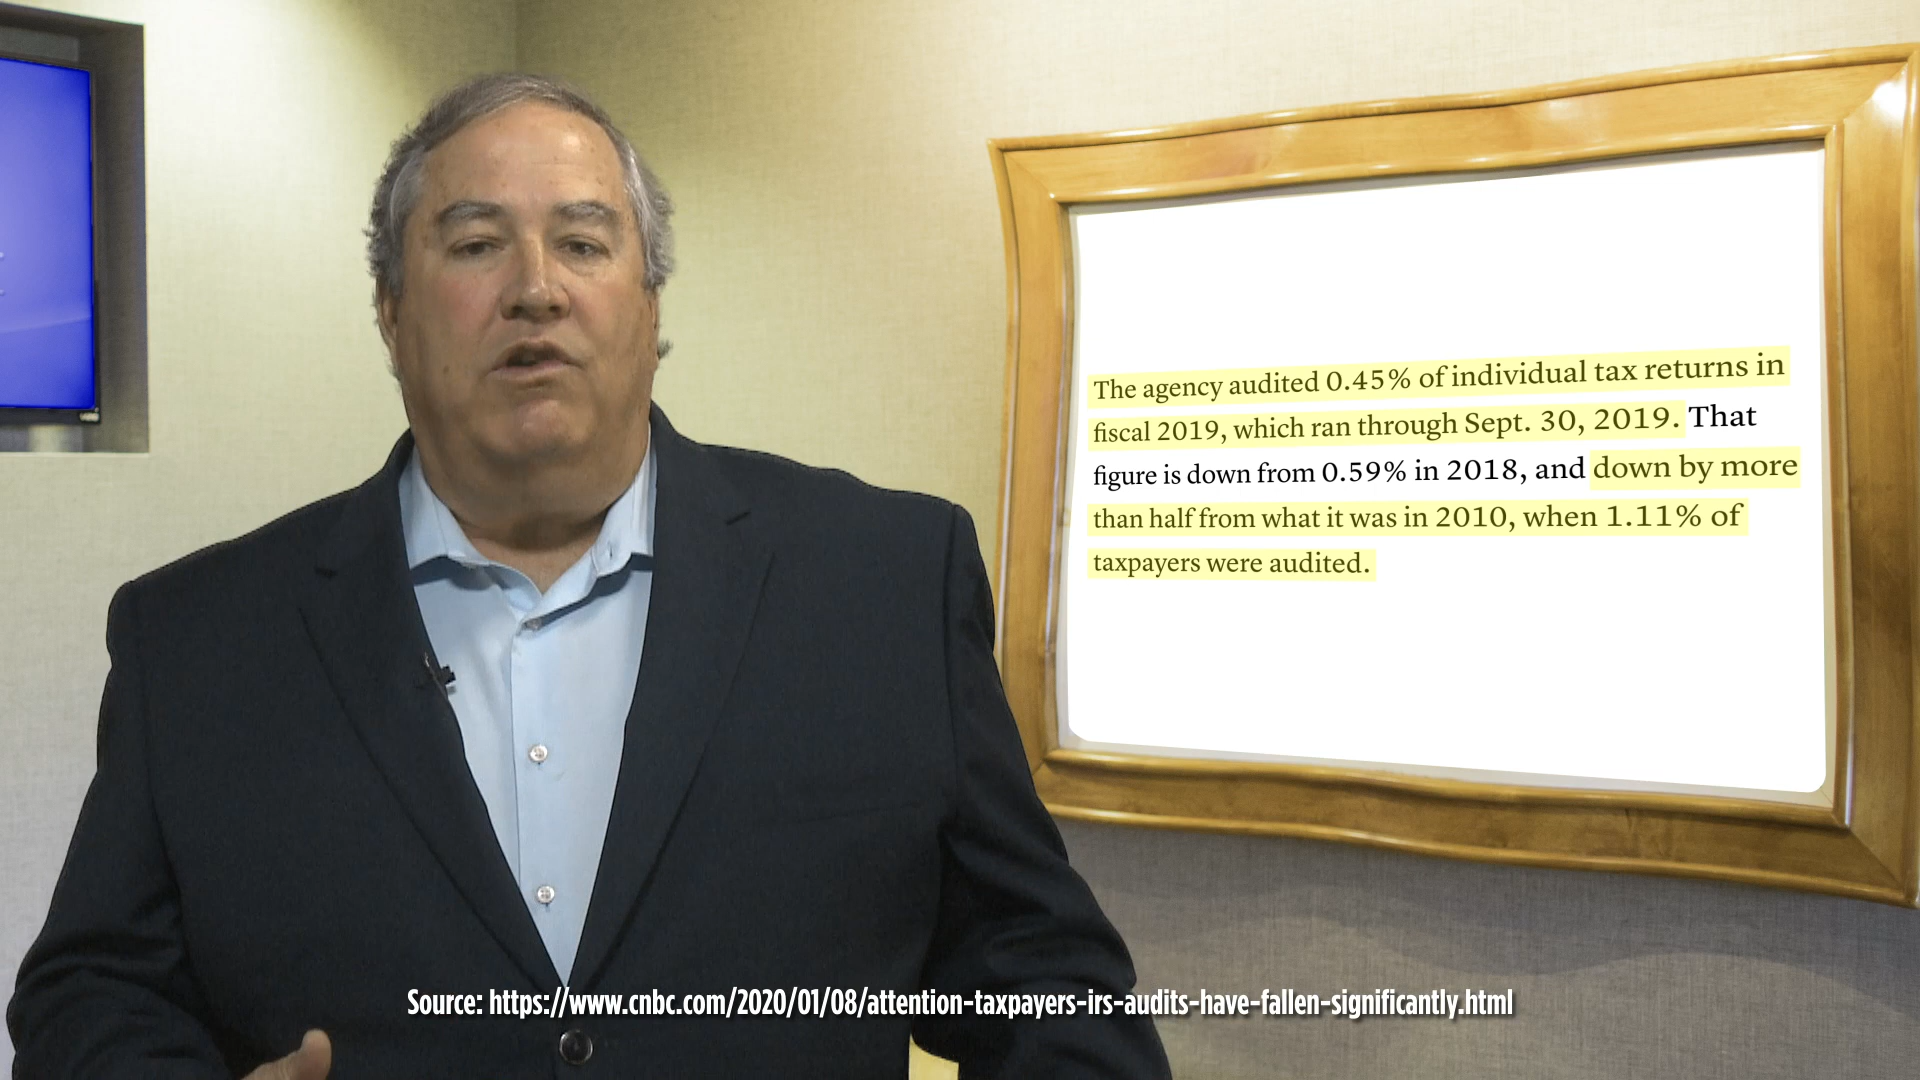 The agency audited 0.45% of individual tax returns in
fiscal 2019, which ran through Sept. 30, 2019. That
figure is down from 0.59% in 2018, and down by more
than half from what it was in 2010, when 1.11% of
taxpayers were audited.
Source: https://www.cnbc.com/2020/01/08/attention-taxpayers-irs-audits-have-fallen-significantly.html